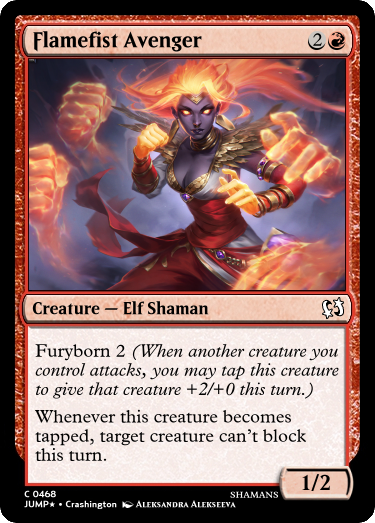 Flamefist Avenger 2
Creature — Elf Shaman
Furyborn 2 (When another creature you
control attacks, you may tap this creature
to give that creature +2/+0 this turn.)
Whenever this creature becomes
tapped, target creature can't block
this turn.
1/2
C 0468 SHAMANS
JUMP★ • Crashington Aleksandra Alekseeva